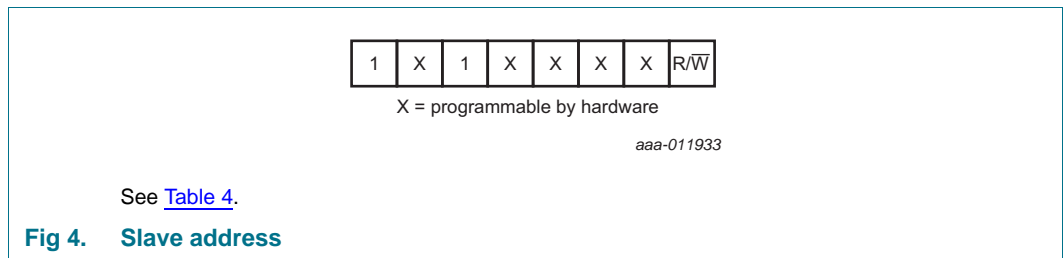 1 X 1 X X X X R/W̅
X = programmable by hardware
aaa-011933
See Table 4.
Fig 4. Slave address